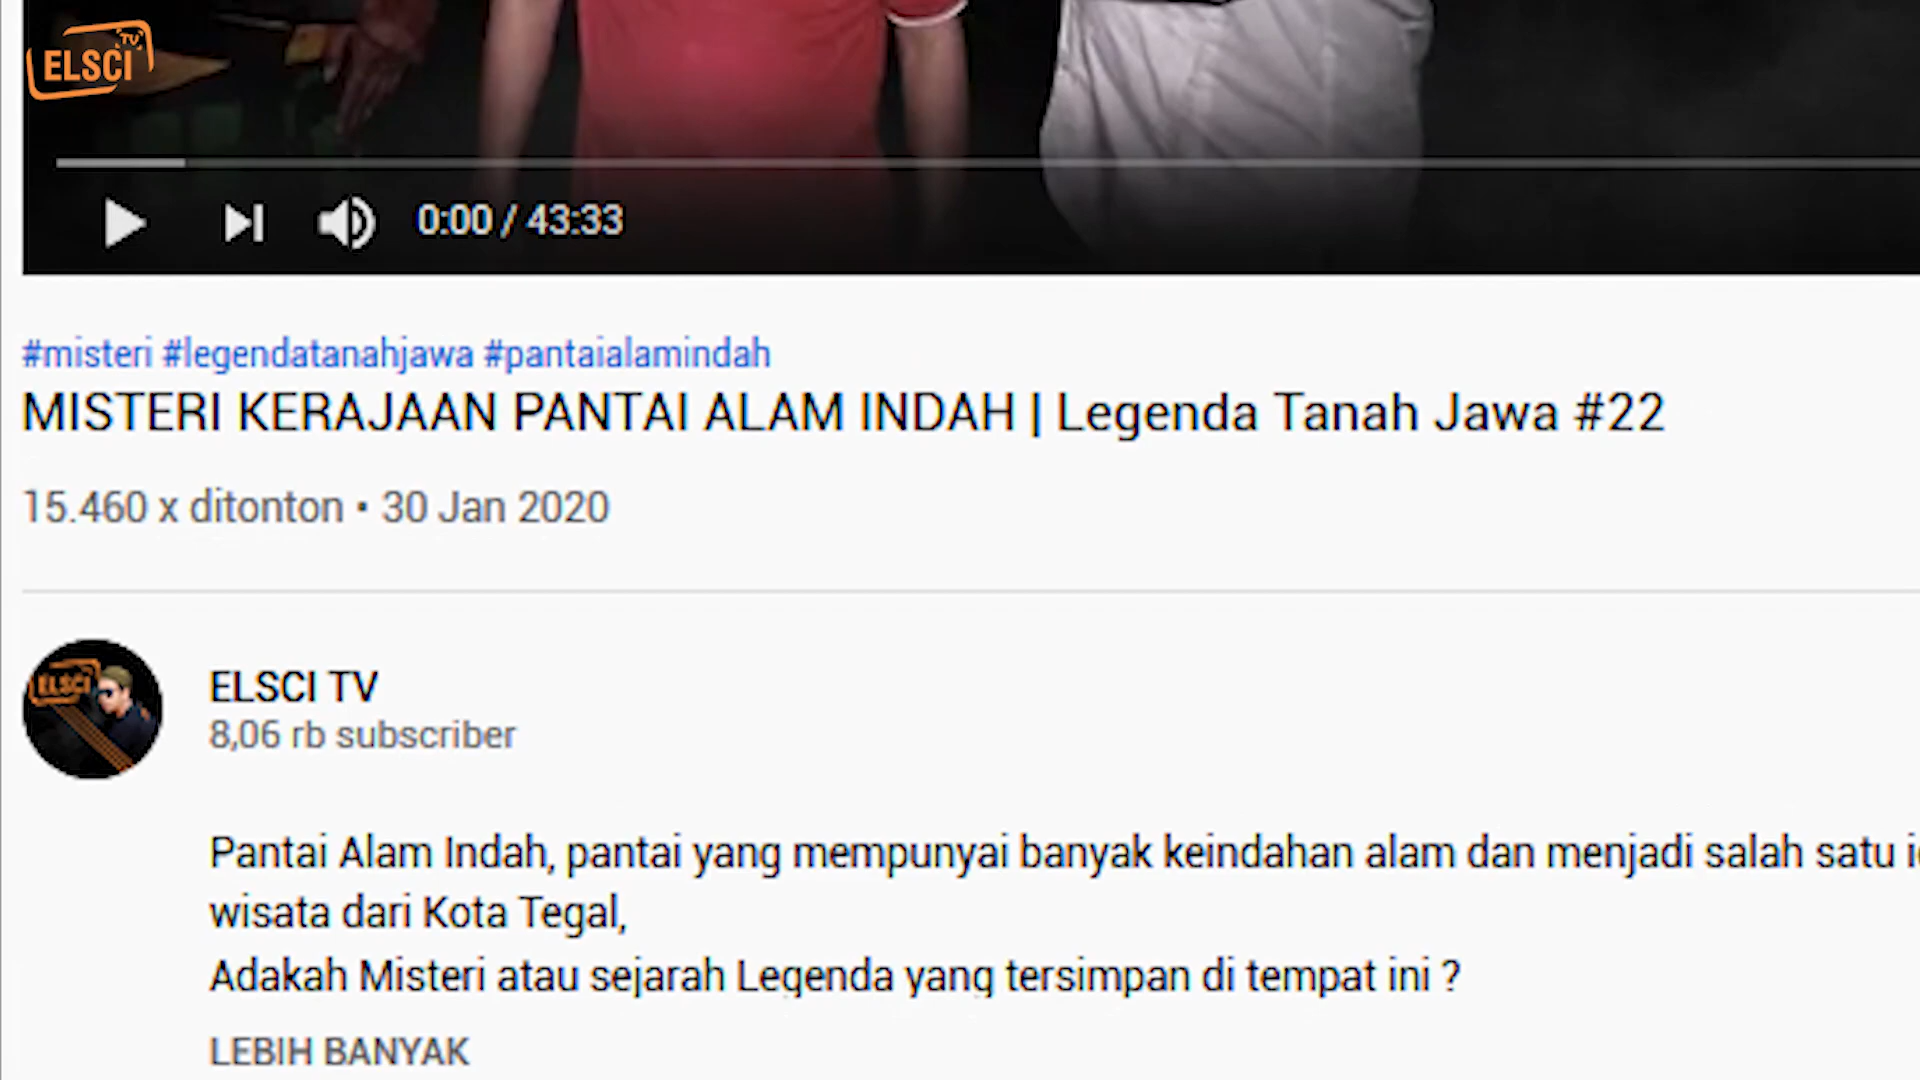 ELSCI TV
0:00 / 43:33
#misteri #legendatanahjawa #pantaialamindah
MISTERI KERAJAAN PANTAI ALAM INDAH | Legenda Tanah Jawa #22
15.460 x ditonton • 30 Jan 2020
ELSCI
ELSCI TV
8,06 rb subscriber
Pantai Alam Indah, pantai yang mempunyai banyak keindahan alam dan menjadi salah satu
wisata dari Kota Tegal,
Adakah Misteri atau sejarah Legenda yang tersimpan di tempat ini ?
LEBIH BANYAK